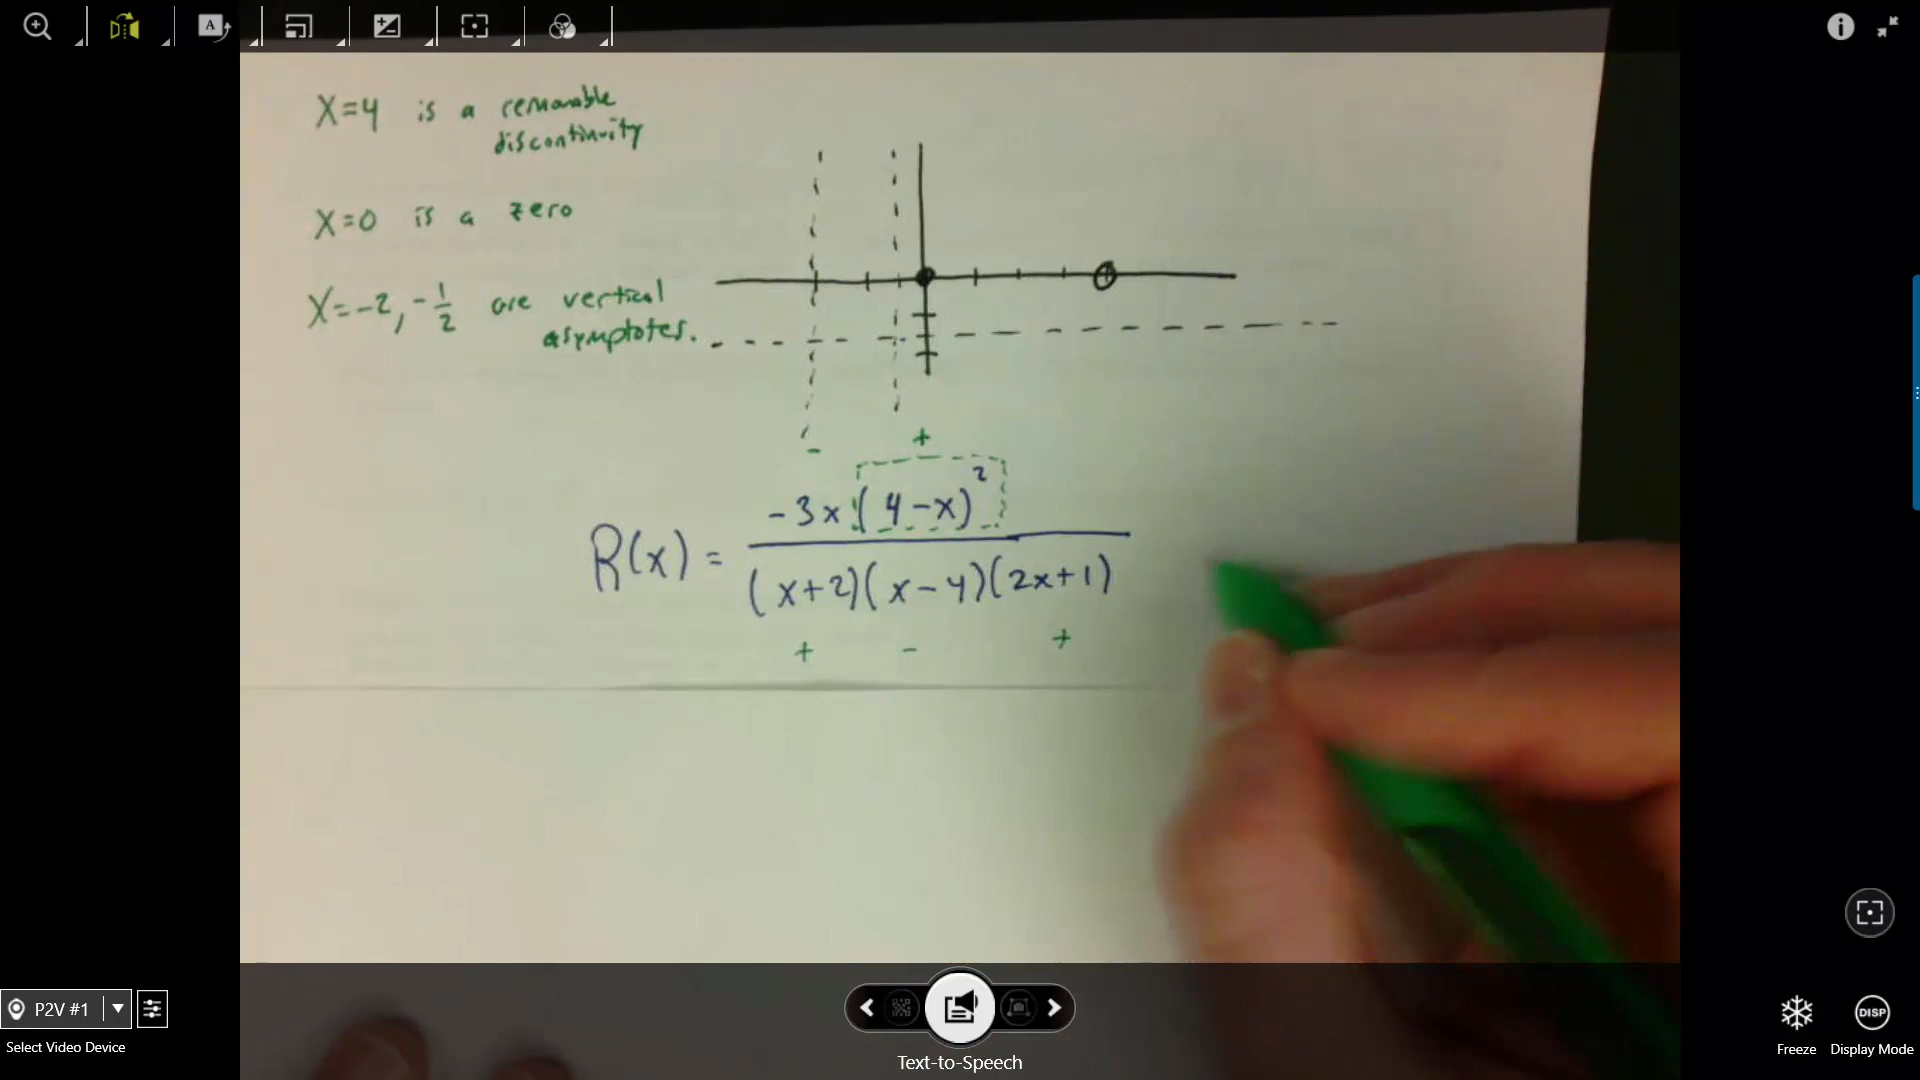 A
X=4 is a removable
discontinuity
X=0 is a zero
X=-2, -1/2 are vertical
asymptotes.
- +
R(x) = -3x(4-x)²
(x+2)(x-4)(2x+1)
+ - +
P2V #1
Select Video Device
Text-to-Speech
Freeze
DISP
Display Mode